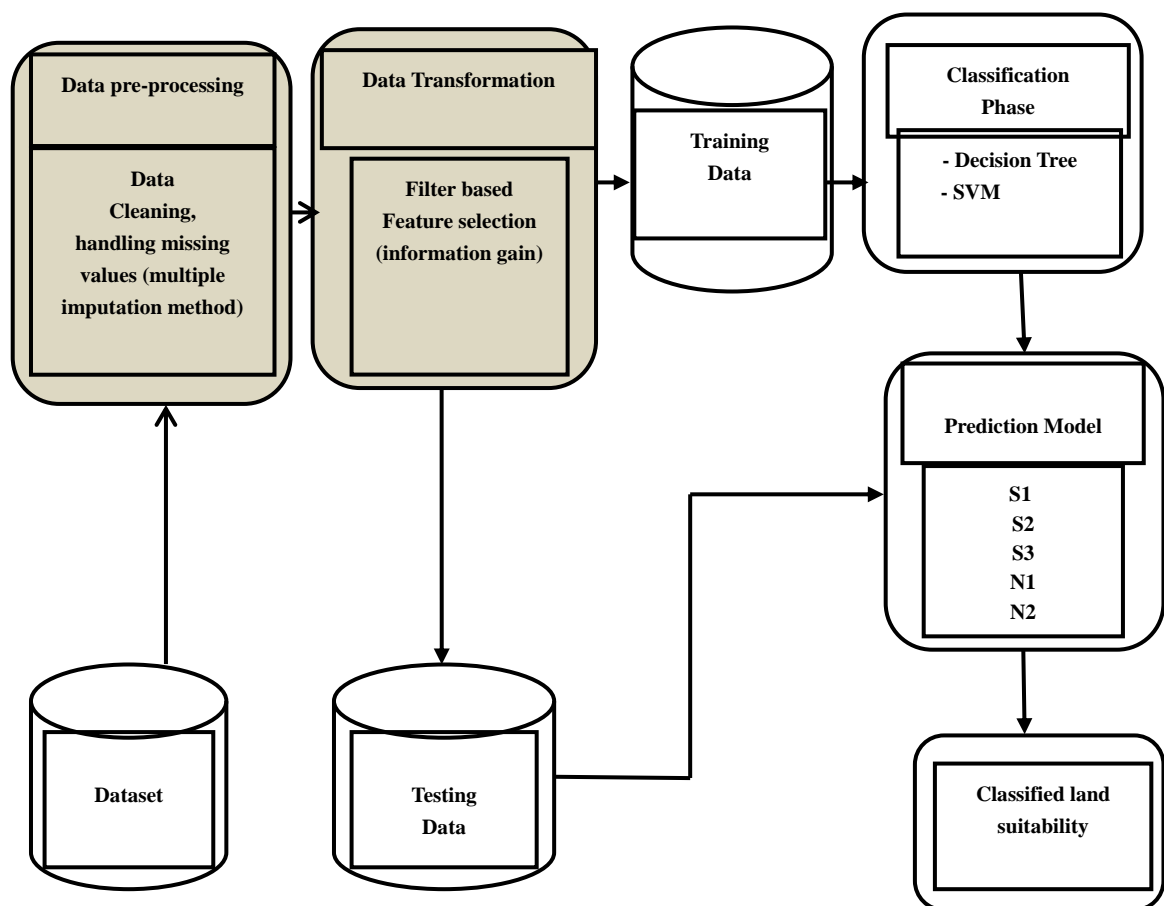 Data pre-processing
Data
Cleaning,
handling missing
values (multiple
imputation method)
Data Transformation
Filter based
Feature selection
(information gain)
Training
Data
Classification
Phase
- Decision Tree
- SVM
Prediction Model
S1
S2
S3
N1
N2
Dataset
Testing
Data
Classified land
suitability